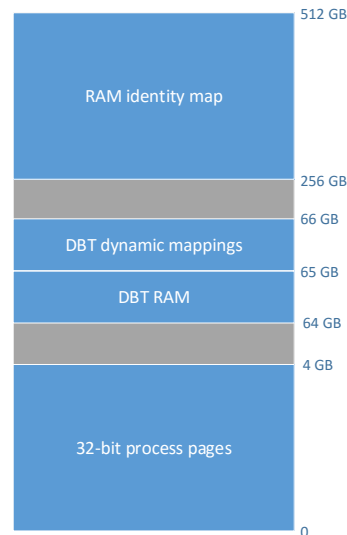 512 GB
RAM identity map
256 GB
66 GB
DBT dynamic mappings
65 GB
DBT RAM
64 GB
4 GB
32-bit process pages
0